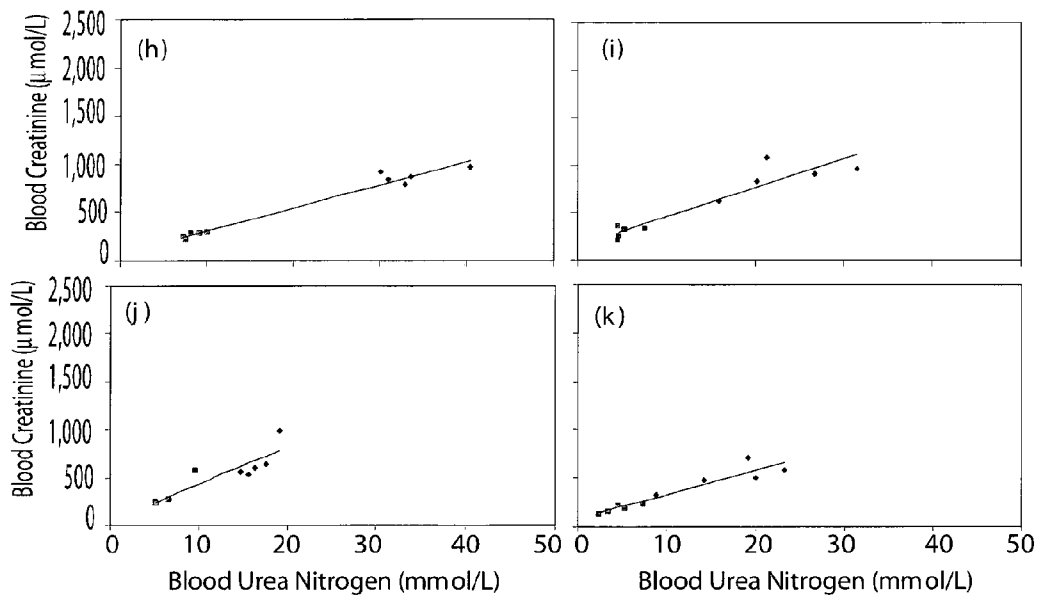 (h)
Blood Creatinine (µmol/L)
2,500
2,000
1,500
1,000
500
0
(i)
(j)
Blood Creatinine (µmol/L)
2,500
2,000
1,500
1,000
500
0
0 10 20 30 40 50
Blood Urea Nitrogen (mmol/L)
(k)
0 10 20 30 40 50
Blood Urea Nitrogen (mmol/L)